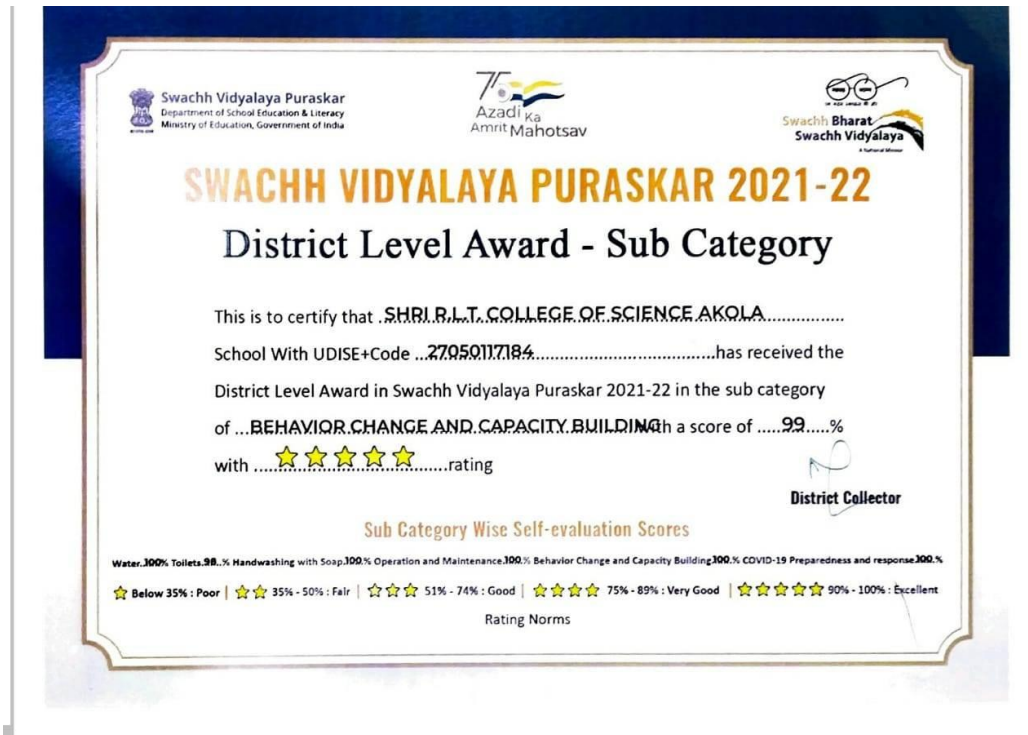 Swachh Vidyalaya Puraskar
Department of School Education & Literacy
Ministry of Education, Government of India
75
Azadi Ka
Amrit Mahotsav
Swachh Bharat
Swachh Vidyalaya
A National Mission
SWACHH VIDYALAYA PURASKAR 2021-22
District Level Award - Sub Category
This is to certify that .SHRI R.L.T. COLLEGE OF SCIENCE AKOLA................
School With UDISE+Code ...27050117184......................................has received the
District Level Award in Swachh Vidyalaya Puraskar 2021-22 in the sub category
of ...BEHAVIOR CHANGE AND CAPACITY BUILDINGth a score of .....99.....%
with .......................rating
District Collector
Sub Category Wise Self-evaluation Scores
Water.100% Toilets.98..% Handwashing with Soap.100.% Operation and Maintenance.100.% Behavior Change and Capacity Building.100.% COVID-19 Preparedness and response.100.%
Below 35% : Poor | 35% - 50% : Fair | 51% - 74% : Good | 75% - 89% : Very Good | 90% - 100% : Excellent
Rating Norms